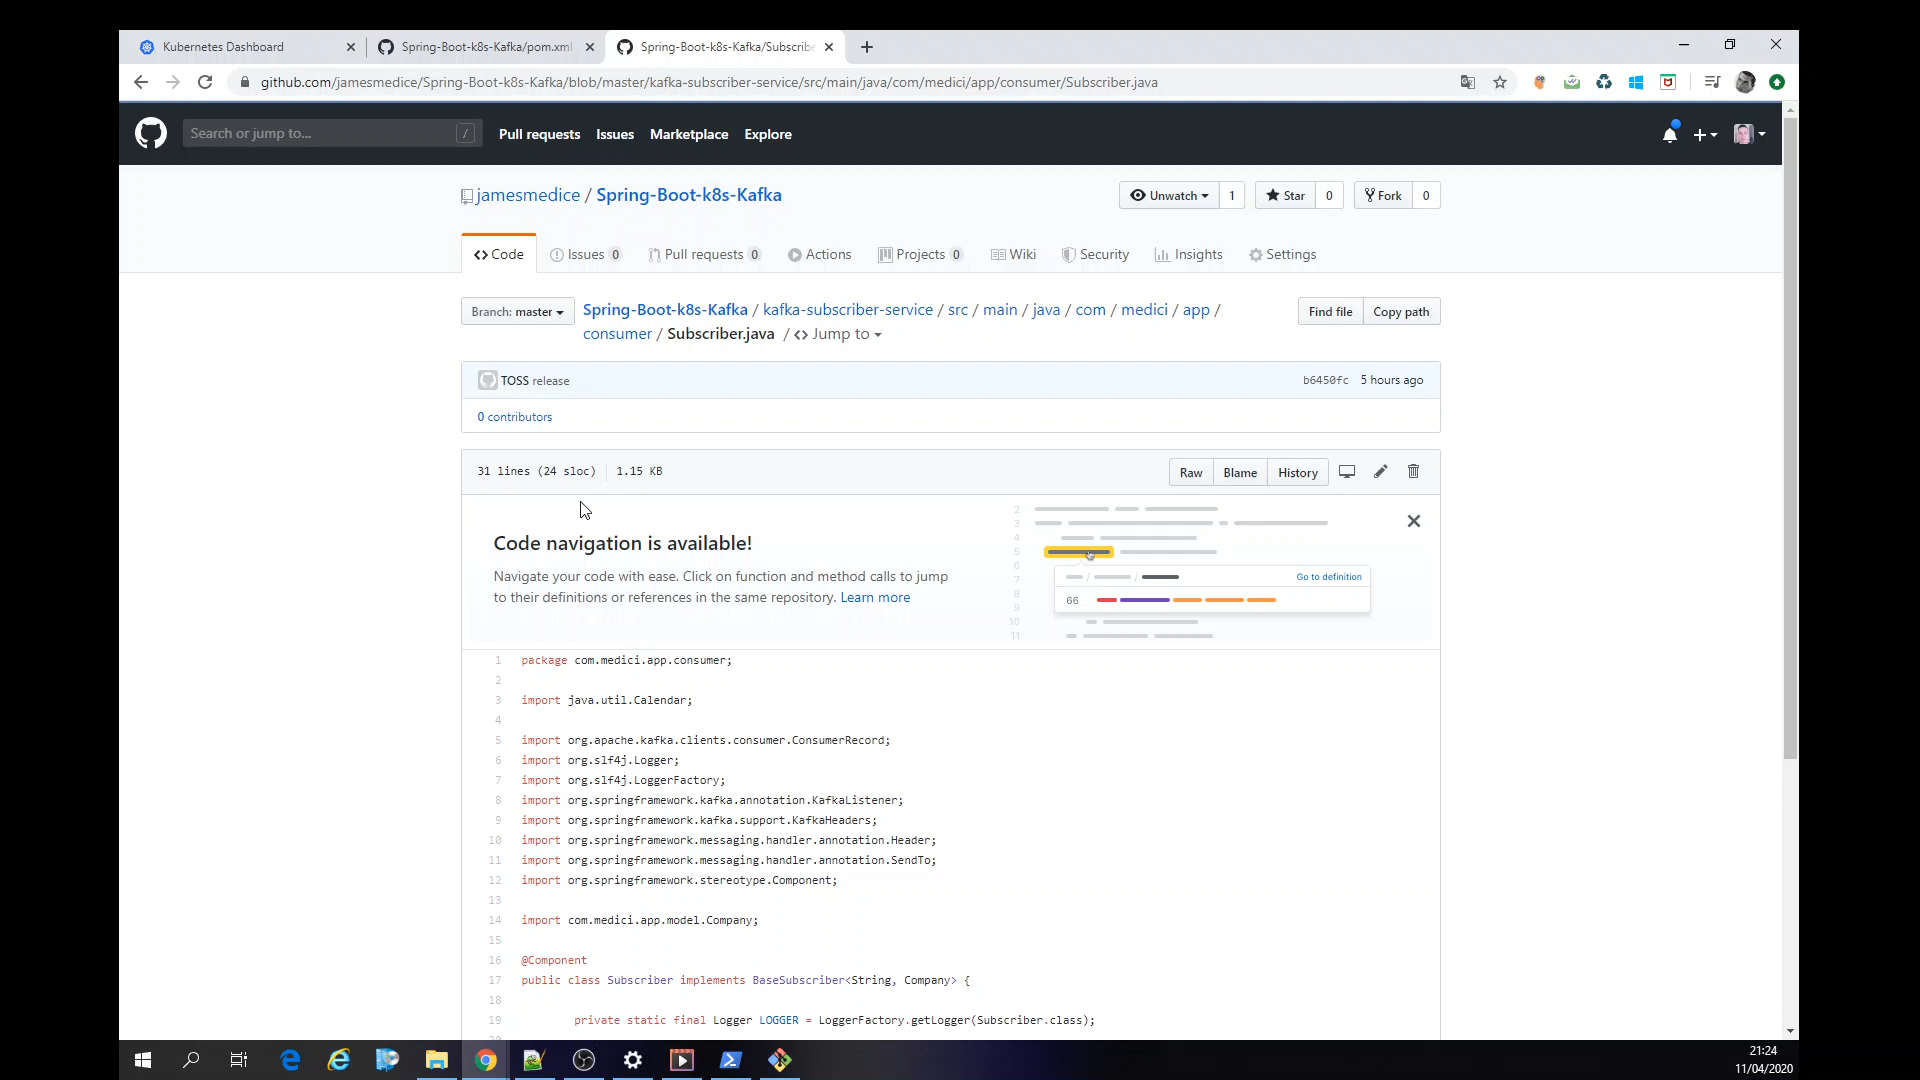 Kubernetes Dashboard
Spring-Boot-k8s-Kafka/pom.xml
Spring-Boot-k8s-Kafka/Subscribe
github.com/jamesmedice/Spring-Boot-k8s-Kafka/blob/master/kafka-subscriber-service/src/main/java/com/medici/app/consumer/Subscriber.java
Search or jump to... /
Pull requests Issues Marketplace Explore
jamesmedice / Spring-Boot-k8s-Kafka
Unwatch 1 Star 0 Fork 0
Code Issues 0 Pull requests 0 Actions Projects 0 Wiki Security Insights Settings
Branch: master Spring-Boot-k8s-Kafka / kafka-subscriber-service / src / main / java / com / medici / app /
consumer / Subscriber.java / Jump to
Find file Copy path
TOSS release b6450fc 5 hours ago
0 contributors
31 lines (24 sloc) 1.15 KB Raw Blame History
Code navigation is available!
Navigate your code with ease. Click on function and method calls to jump
to their definitions or references in the same repository. Learn more
2
3
4
5
6
7
8
9
10
11
/ /
Go to definition
66
1 package com.medici.app.consumer;
2
3 import java.util.Calendar;
4
5 import org.apache.kafka.clients.consumer.ConsumerRecord;
6 import org.slf4j.Logger;
7 import org.slf4j.LoggerFactory;
8 import org.springframework.kafka.annotation.KafkaListener;
9 import org.springframework.kafka.support.KafkaHeaders;
10 import org.springframework.messaging.handler.annotation.Header;
11 import org.springframework.messaging.handler.annotation.SendTo;
12 import org.springframework.stereotype.Component;
13
14 import com.medici.app.model.Company;
15
16 @Component
17 public class Subscriber implements BaseSubscriber<String, Company> {
18
19 private static final Logger LOGGER = LoggerFactory.getLogger(Subscriber.class);
21:24
11/04/2020